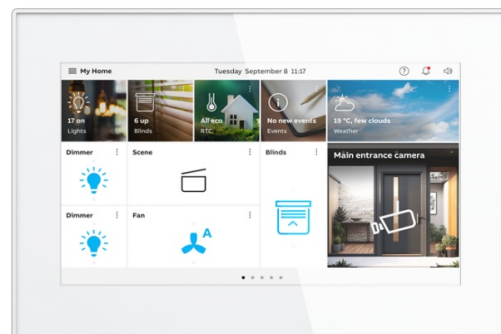 My Home
Tuesday September 8 11:17
17 on
Lights
6 up
Blinds
All eco
RTC
No new events
Events
19 °C, few clouds
Weather
Dimmer
Scene
Blinds
Main entrance camera
Dimmer
Fan
A